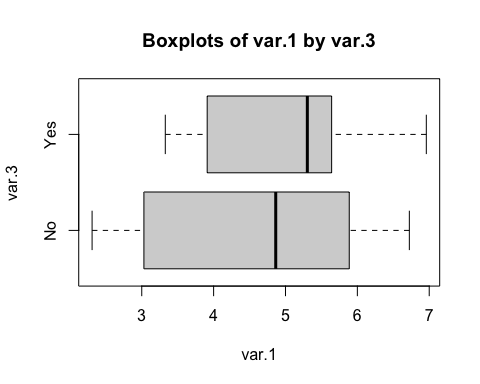 Boxplots of var.1 by var.3
var.3
Yes
No
3 4 5 6 7
var.1